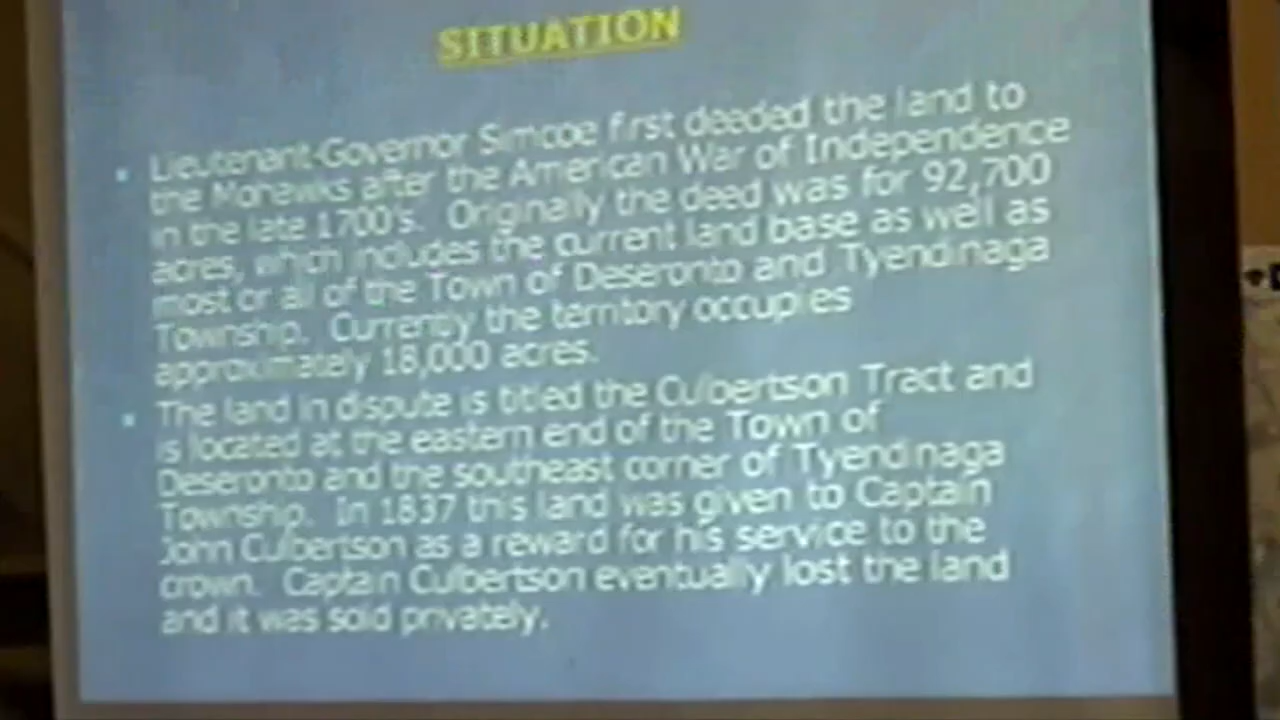 SITUATION
Lieutenant-Governor Simcoe first deeded the land to
the Mohawks after the American War of Independence
in the late 1700's. Originally the deed was for 92,700
acres, which includes the current land base as well as
most or all of the Town of Deseronto and Tyendinaga
Township. Currently the territory occupies
approximately 18,000 acres.
The land in dispute is titled the Culbertson Tract and
is located at the eastern end of the Town of
Deseronto and the southeast corner of Tyendinaga
Township. In 1837 this land was given to Captain
John Culbertson as a reward for his service to the
crown. Captain Culbertson eventually lost the land
and it was sold privately.